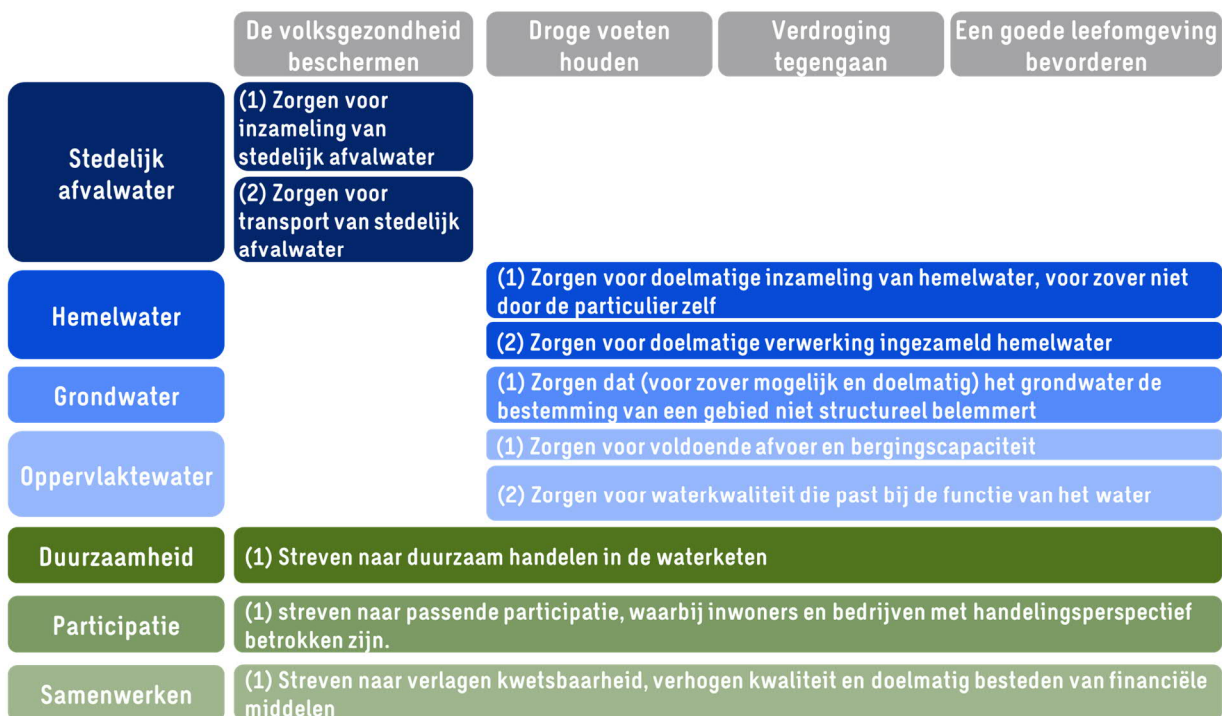 De volksgezondheid
beschermen
Droge voeten
houden
Verdroging
tegengaan
Een goede leefomgeving
bevorderen
Stedelijk
afvalwater
(1) Zorgen voor
inzameling van
stedelijk afvalwater
(2) Zorgen voor
transport van stedelijk
afvalwater
Hemelwater
(1) Zorgen voor doelmatige inzameling van hemelwater, voor zover niet
door de particulier zelf
(2) Zorgen voor doelmatige verwerking ingezameld hemelwater
Grondwater
(1) Zorgen dat (voor zover mogelijk en doelmatig) het grondwater de
bestemming van een gebied niet structureel belemmert
Oppervlaktewater
(1) Zorgen voor voldoende afvoer en bergingscapaciteit
(2) Zorgen voor waterkwaliteit die past bij de functie van het water
Duurzaamheid
(1) Streven naar duurzaam handelen in de waterketen
Participatie
(1) streven naar passende participatie, waarbij inwoners en bedrijven met handelingsperspectief
betrokken zijn.
Samenwerken
(1) Streven naar verlagen kwetsbaarheid, verhogen kwaliteit en doelmatig besteden van financiële
middelen